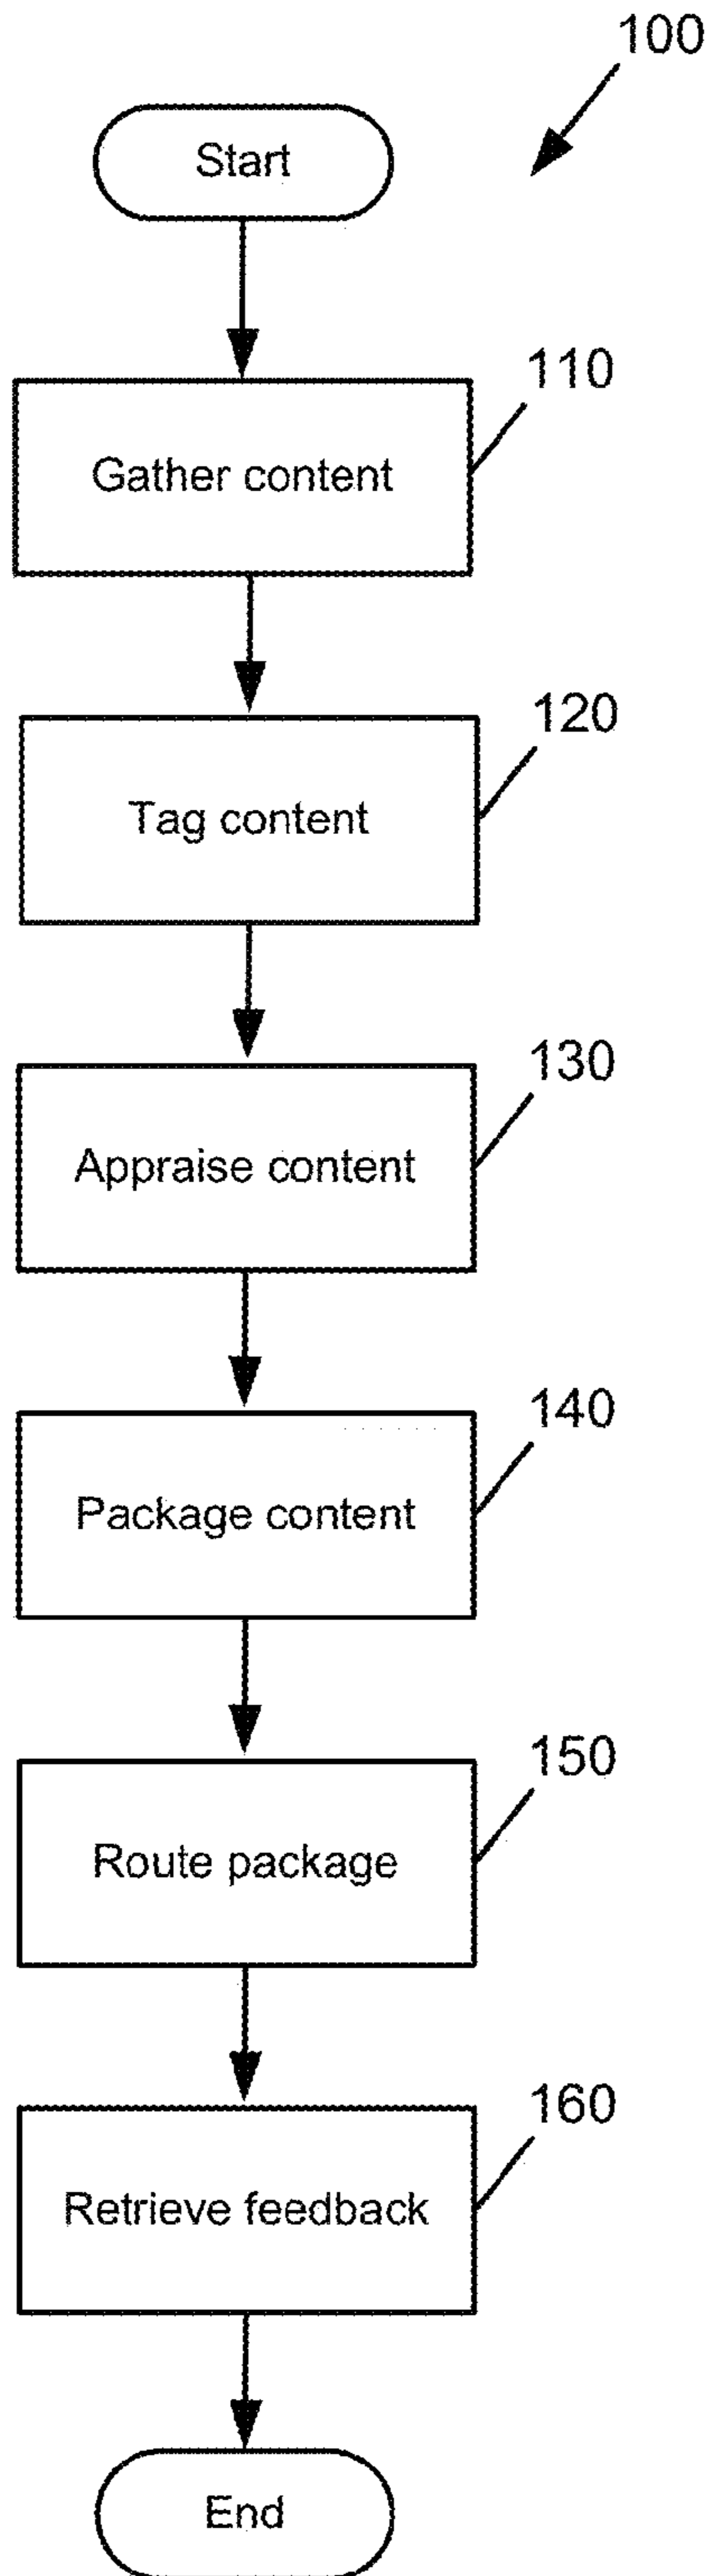 100
Start
110
Gather content
120
Tag content
130
Appraise content
140
Package content
150
Route package
160
Retrieve feedback
End